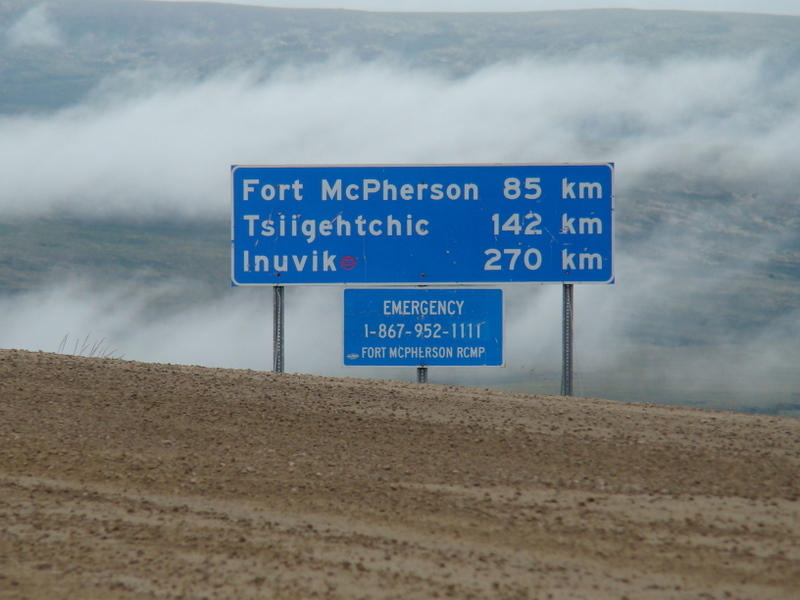 Fort McPherson 85 km
Tsiigehtchic 142 km
Inuvik 270 km
EMERGENCY
1-867-952-1111
FORT MCPHERSON RCMP